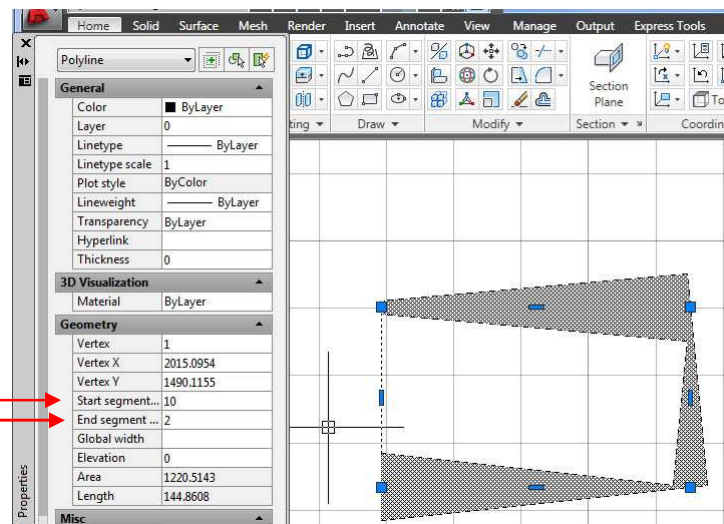 Home Solid Surface Mesh Render Insert Annotate View Manage Output Express Tools
Polyline
General
Color ByLayer
Layer 0
Linetype ByLayer
Linetype scale 1
Plot style ByColor
Lineweight ByLayer
Transparency ByLayer
Hyperlink
Thickness 0
3D Visualization
Material ByLayer
Geometry
Vertex 1
Vertex X 2015.0954
Vertex Y 1490.1155
Start segment... 10
End segment ... 2
Global width
Elevation 0
Area 1220.5143
Length 144.8608
Misc
Properties
Section
Plane
To
ting Draw Modify Section Coordin